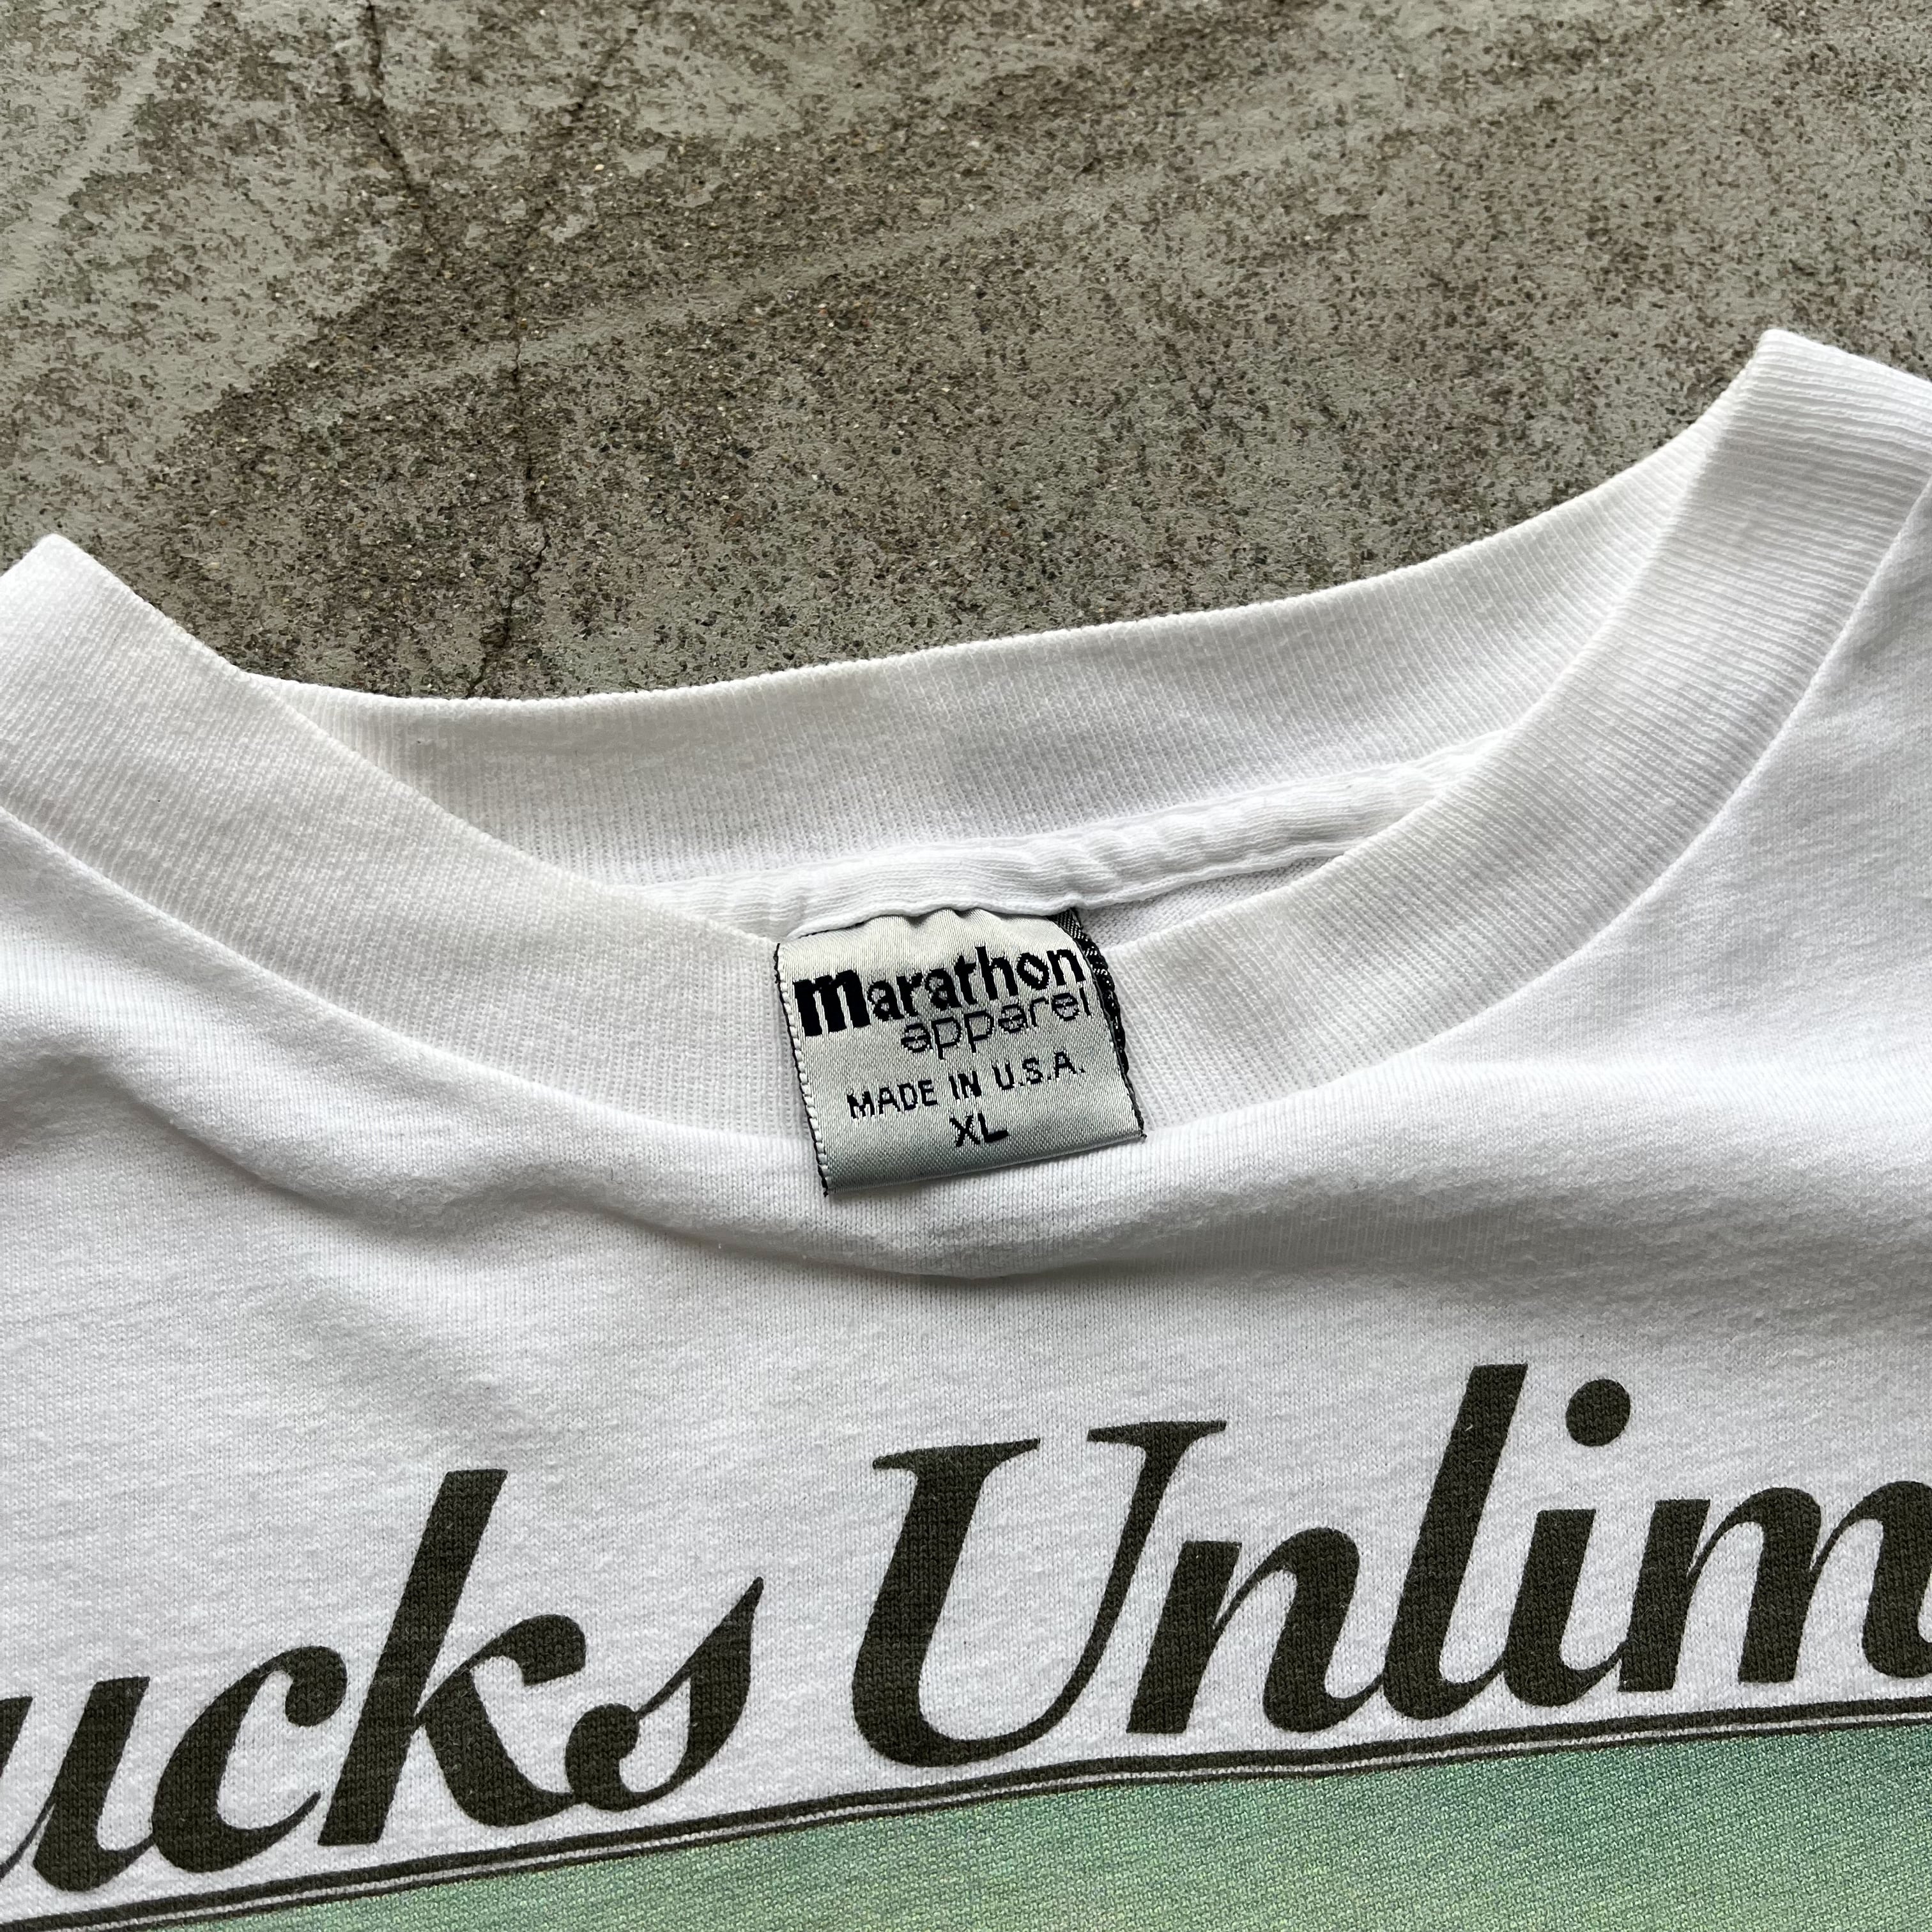 marathon
apparel
MADE IN U.S.A.
XL
ucks Unlim